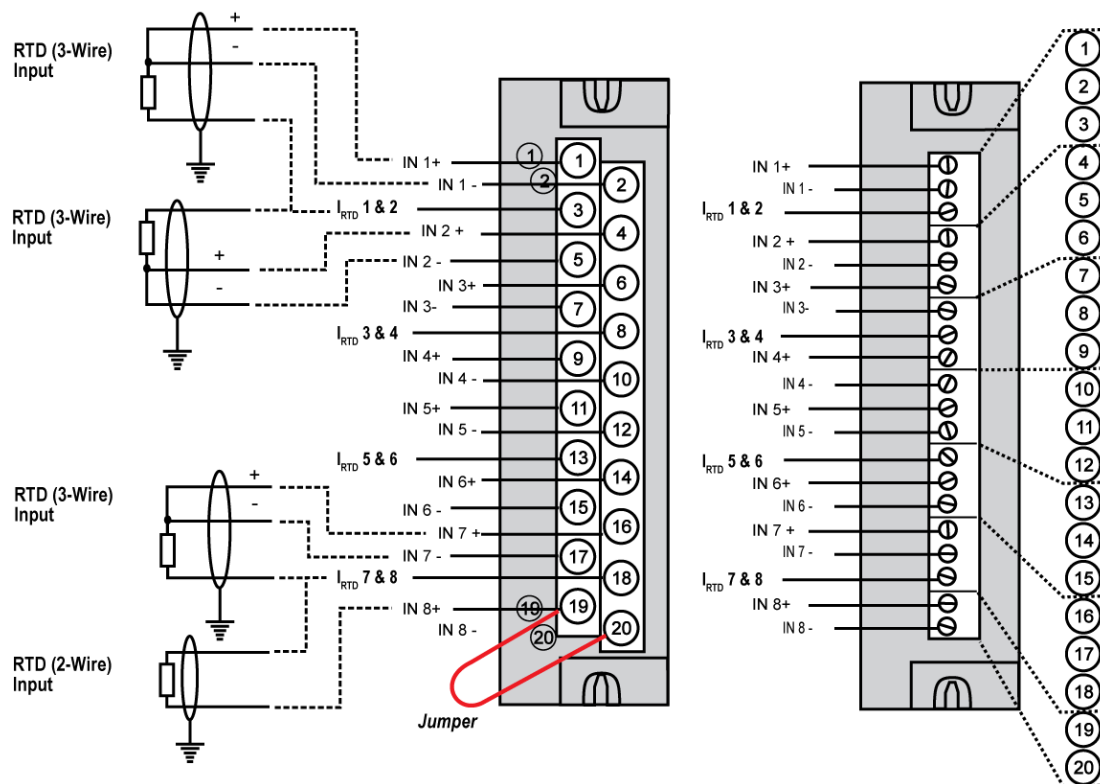 RTD (3-Wire)
Input
+
-
RTD (3-Wire)
Input
+
-
RTD (3-Wire)
Input
+
-
RTD (2-Wire)
Input
IN 1+
IN 1 -
IRTD 1 & 2
IN 2 +
IN 2 -
IN 3+
IN 3-
IRTD 3 & 4
IN 4+
IN 4 -
IN 5+
IN 5 -
IRTD 5 & 6
IN 6+
IN 6 -
IN 7 +
IN 7 -
IRTD 7 & 8
IN 8+
IN 8 -
1
2
19
20
1
2
3
4
5
6
7
8
9
10
11
12
13
14
15
16
17
18
19
20
Jumper
IN 1+
IN 1 -
IRTD 1 & 2
IN 2 +
IN 2 -
IN 3+
IN 3-
IRTD 3 & 4
IN 4+
IN 4 -
IN 5+
IN 5 -
IRTD 5 & 6
IN 6+
IN 6 -
IN 7 +
IN 7 -
IRTD 7 & 8
IN 8+
IN 8 -
1
2
3
4
5
6
7
8
9
10
11
12
13
14
15
16
17
18
19
20